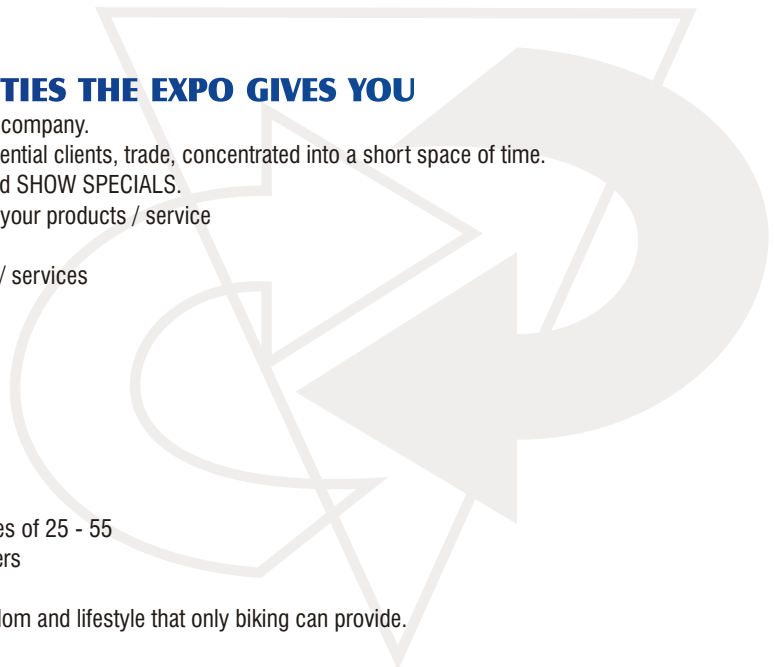 TIES THE EXPO GIVES YOU
company.
ential clients, trade, concentrated into a short space of time.
d SHOW SPECIALS.
your products / service
/ services
es of 25 - 55
ers
dom and lifestyle that only biking can provide.